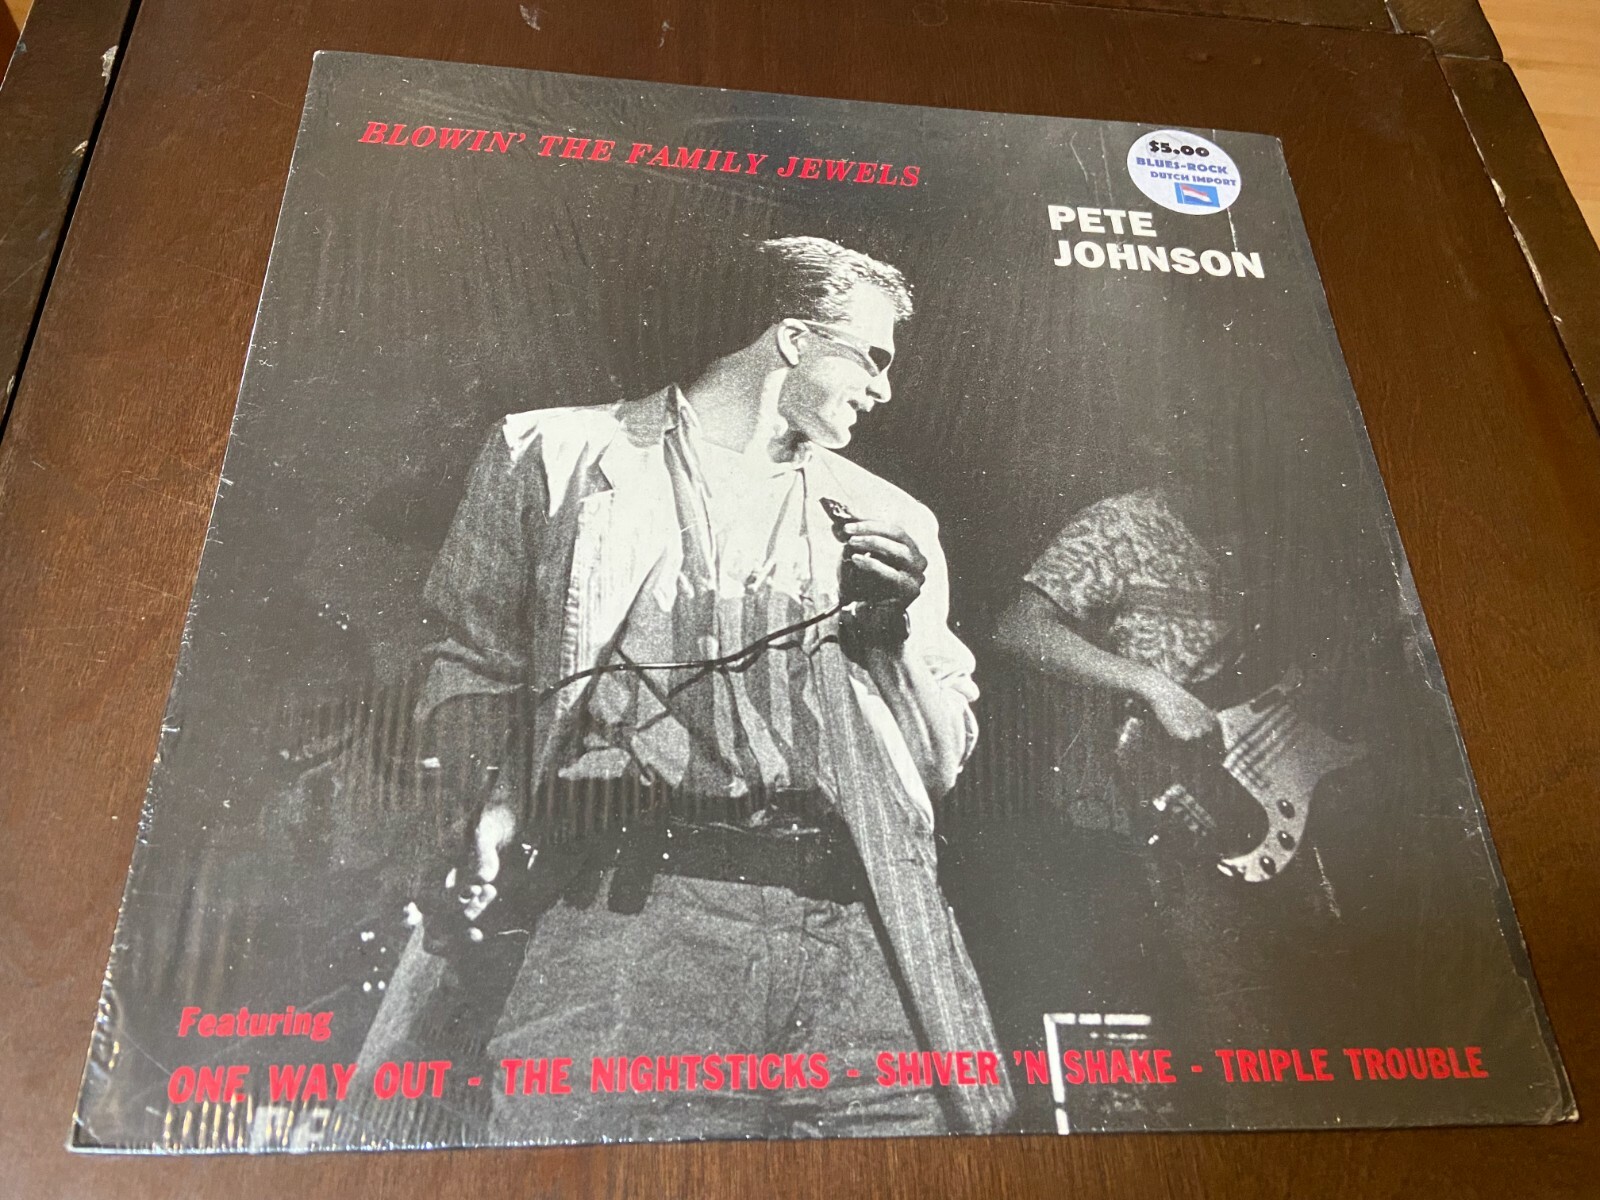 BLOWIN' THE FAMILY JEWELS
$5.00
BLUES-ROCK
DUTCH IMPORT
PETE
JOHNSON
Featuring
ONE WAY OUT - THE NIGHTSTICKS - SHIVER 'N SHAKE - TRIPLE TROUBLE